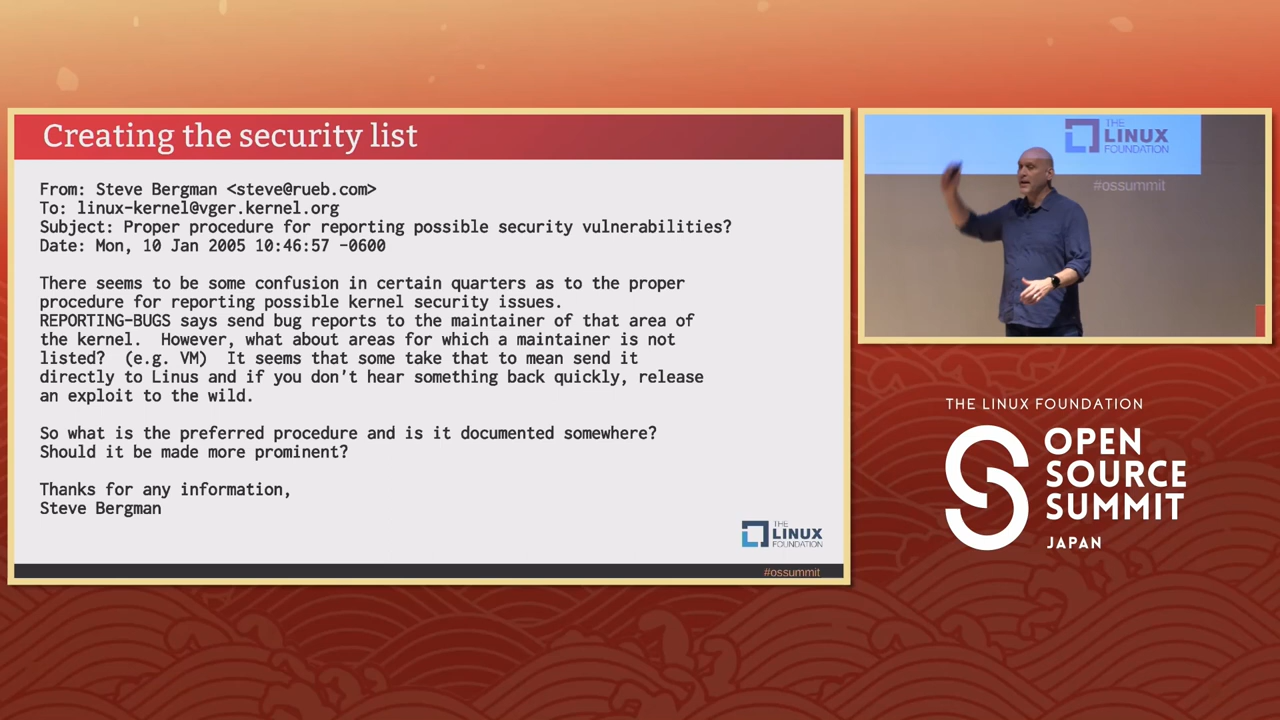 Creating the security list
From: Steve Bergman <steve@rueb.com>
To: linux-kernel@vger.kernel.org
Subject: Proper procedure for reporting possible security vulnerabilities?
Date: Mon, 10 Jan 2005 10:46:57 -0600
There seems to be some confusion in certain quarters as to the proper
procedure for reporting possible kernel security issues.
REPORTING-BUGS says send bug reports to the maintainer of that area of
the kernel.  However, what about areas for which a maintainer is not
listed?  (e.g. VM)  It seems that some take that to mean send it
directly to Linus and if you don't hear something back quickly, release
an exploit to the wild.
So what is the preferred procedure and is it documented somewhere?
Should it be made more prominent?
Thanks for any information,
Steve Bergman
THE
LINUX
FOUNDATION
#ossummit
THE
LINUX
FOUNDATION
#ossummit
THE LINUX FOUNDATION
OPEN
SOURCE
SUMMIT
JAPAN